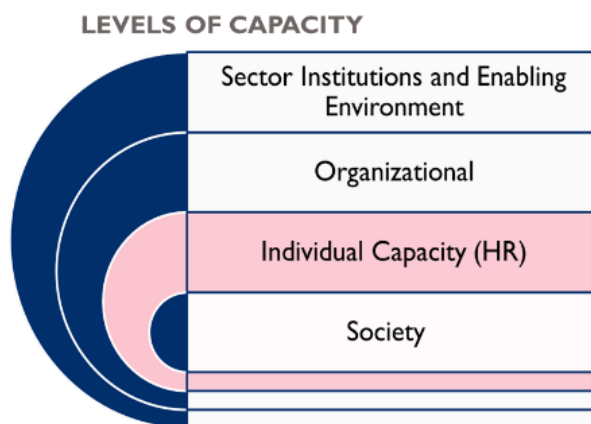 LEVELS OF CAPACITY
Sector Institutions and Enabling
Environment
Organizational
Individual Capacity (HR)
Society